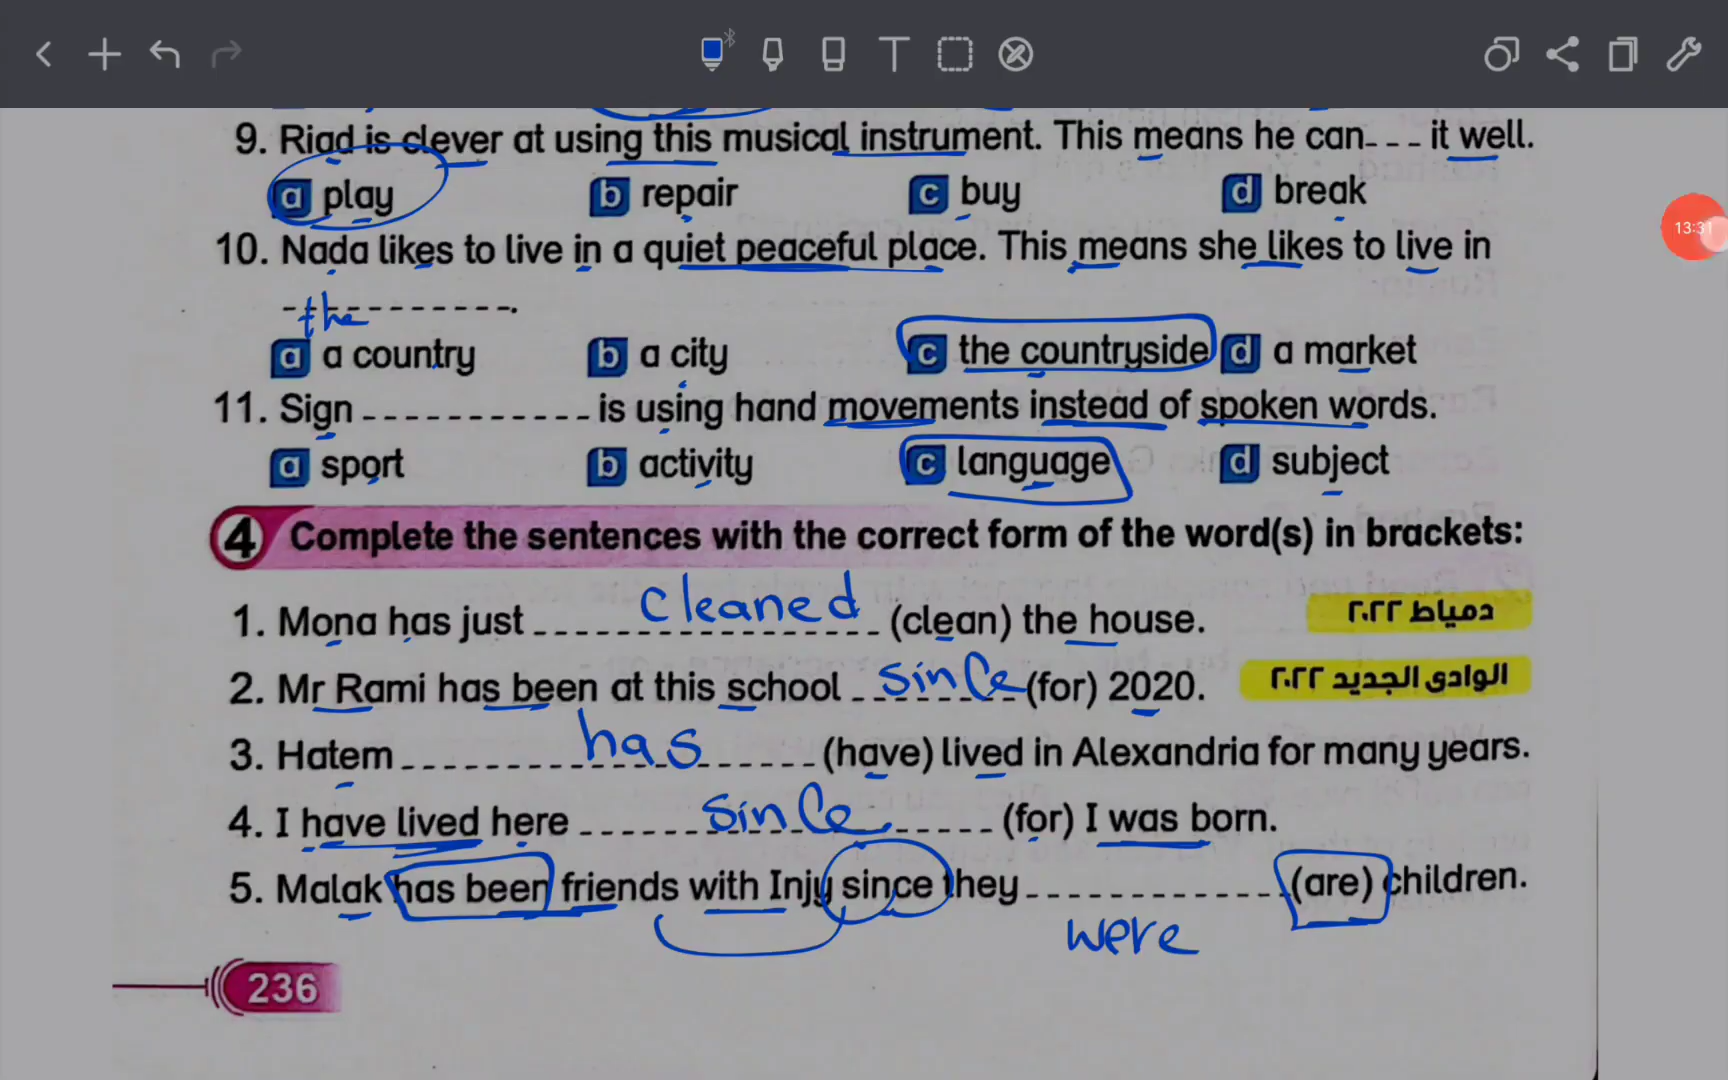 13:31
9. Riad is clever at using this musical instrument. This means he can--- it well.
a play b repair c buy d break
10. Nada likes to live in a quiet peaceful place. This means she likes to live in
-----------.
the
a a country b a city c the countryside d a market
11. Sign ----------- is using hand movements instead of spoken words.
a sport b activity c language d subject
4 Complete the sentences with the correct form of the word(s) in brackets:
1. Mona has just cleaned (clean) the house. دمياط ٢٠٢٢
2. Mr Rami has been at this school since (for) 2020. الوادى الجديد ٢٠٢٢
3. Hatem has (have) lived in Alexandria for many years.
4. I have lived here since (for) I was born.
5. Malak has been friends with Injy since they ------------ (are) children.
were
236